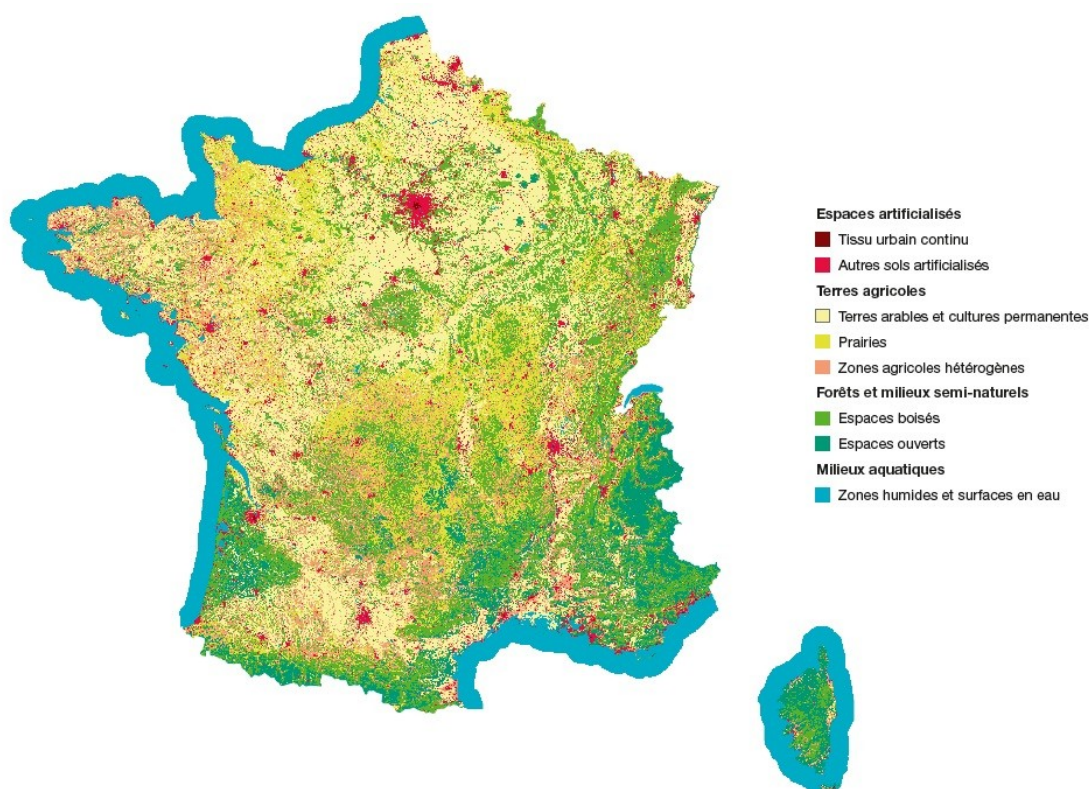 Espaces artificialisés
Tissu urbain continu
Autres sols artificialisés
Terres agricoles
Terres arables et cultures permanentes
Prairies
Zones agricoles hétérogènes
Forêts et milieux semi-naturels
Espaces boisés
Espaces ouverts
Milieux aquatiques
Zones humides et surfaces en eau